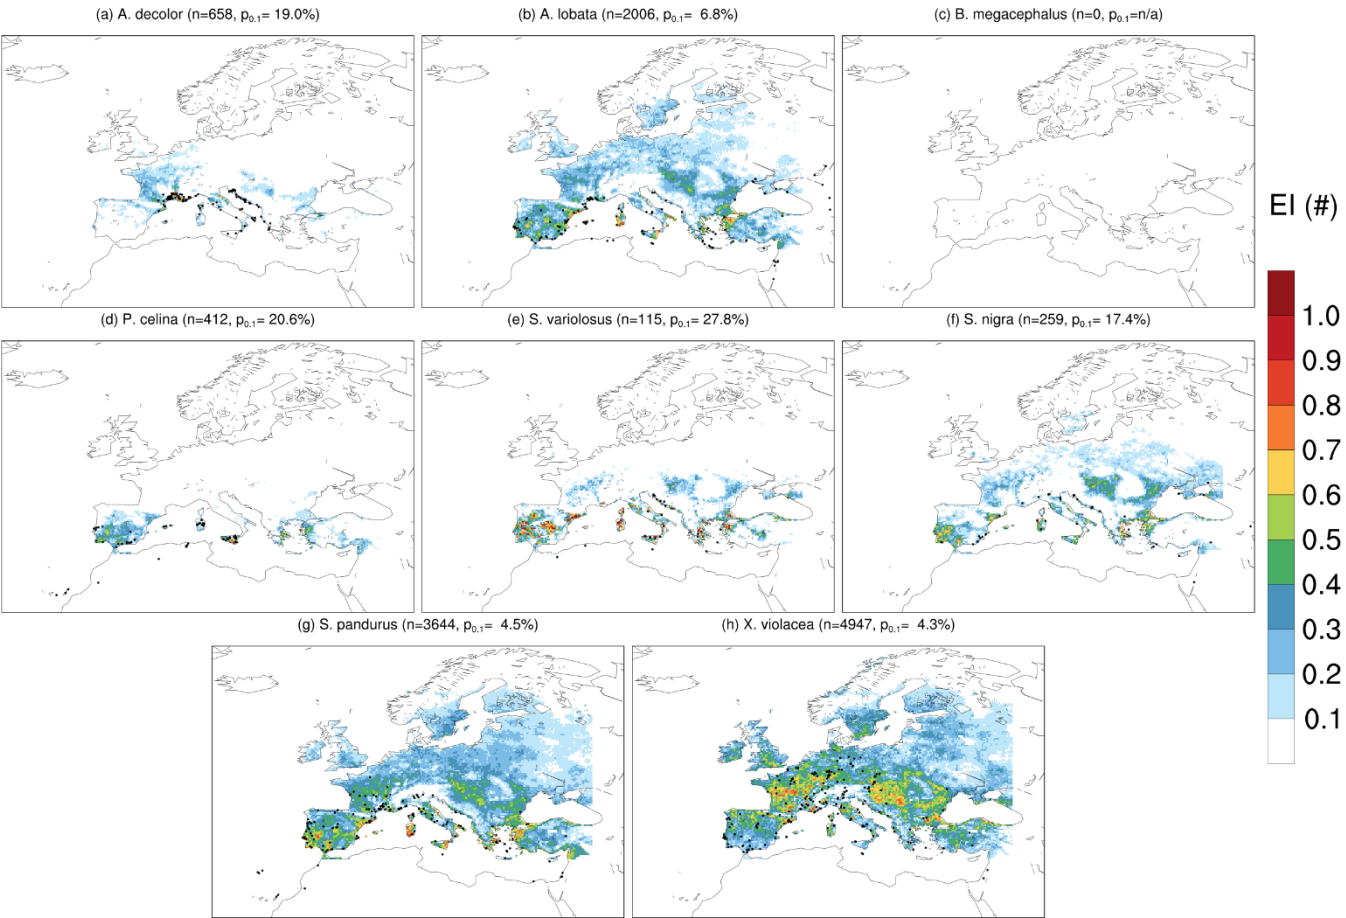 (a) A. decolor (n=658, p0.1= 19.0%)
(b) A. lobata (n=2006, p0.1= 6.8%)
(c) B. megacephalus (n=0, p0.1=n/a)
(d) P. celina (n=412, p0.1= 20.6%)
(e) S. variolosus (n=115, p0.1= 27.8%)
(f) S. nigra (n=259, p0.1= 17.4%)
(g) S. pandurus (n=3644, p0.1= 4.5%)
(h) X. violacea (n=4947, p0.1= 4.3%)
EI (#)
1.0
0.9
0.8
0.7
0.6
0.5
0.4
0.3
0.2
0.1